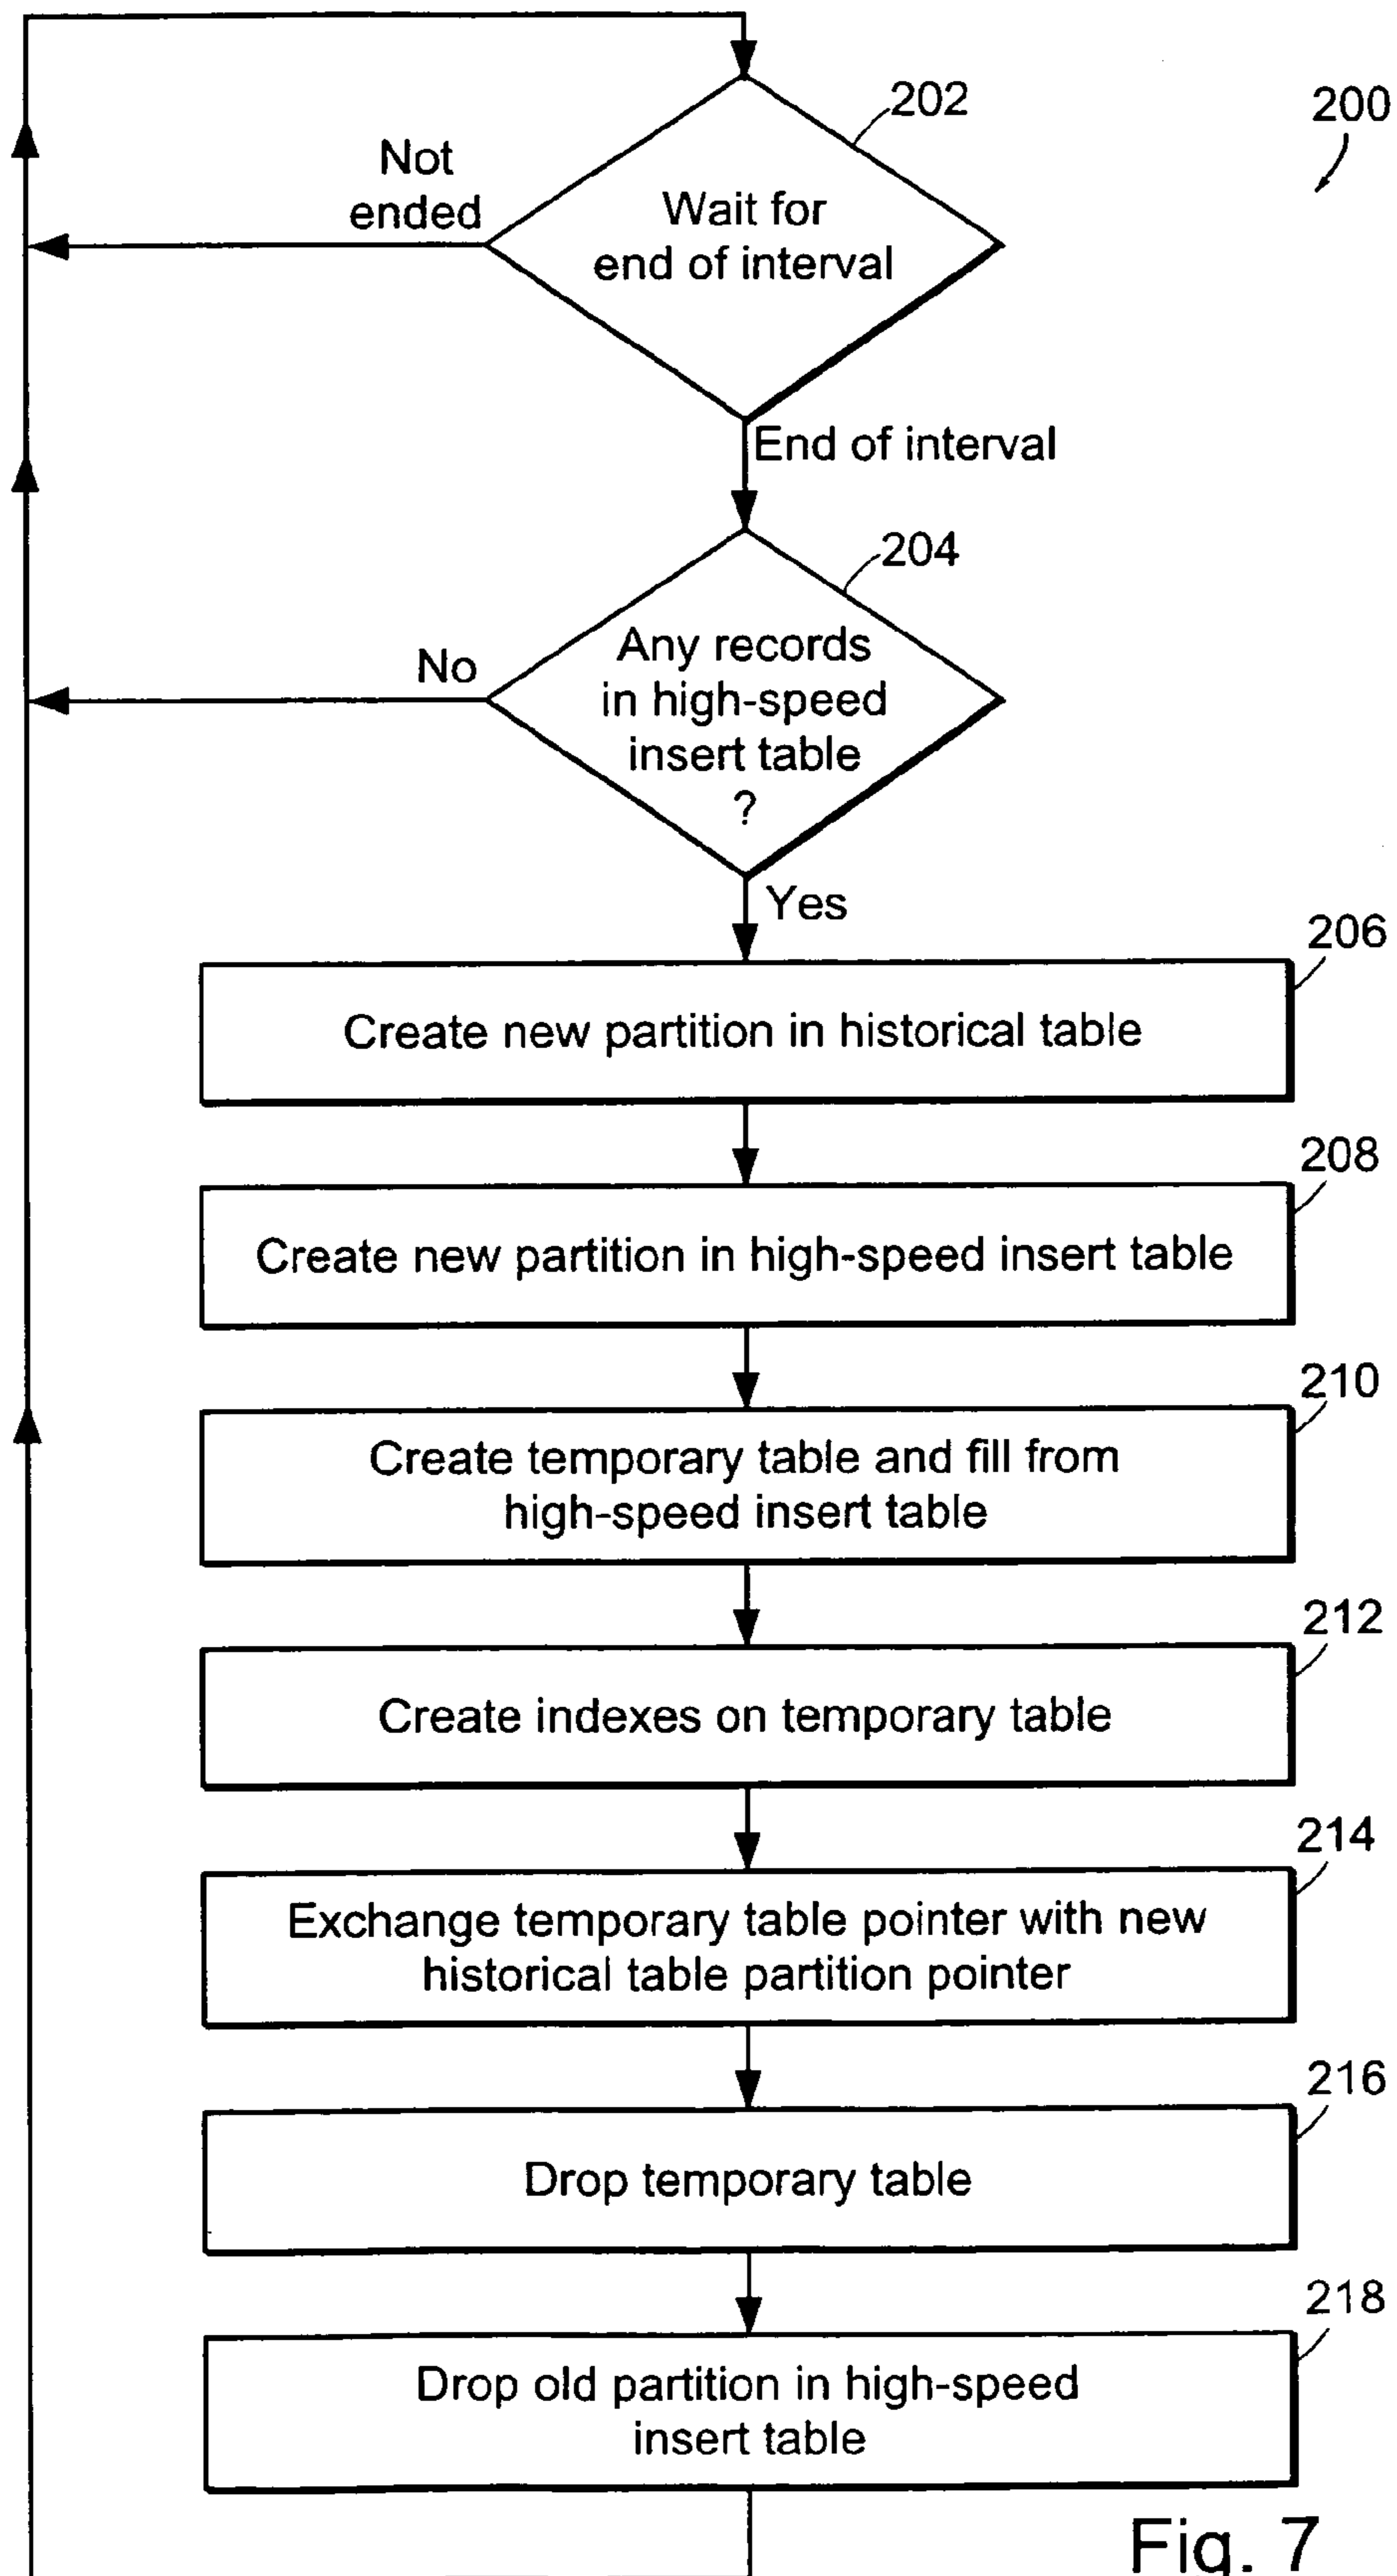 202
200
Not
ended
Wait for
end of interval
End of interval
204
No
Any records
in high-speed
insert table
?
Yes
206
Create new partition in historical table
208
Create new partition in high-speed insert table
210
Create temporary table and fill from
high-speed insert table
212
Create indexes on temporary table
214
Exchange temporary table pointer with new
historical table partition pointer
216
Drop temporary table
218
Drop old partition in high-speed
insert table
Fig. 7